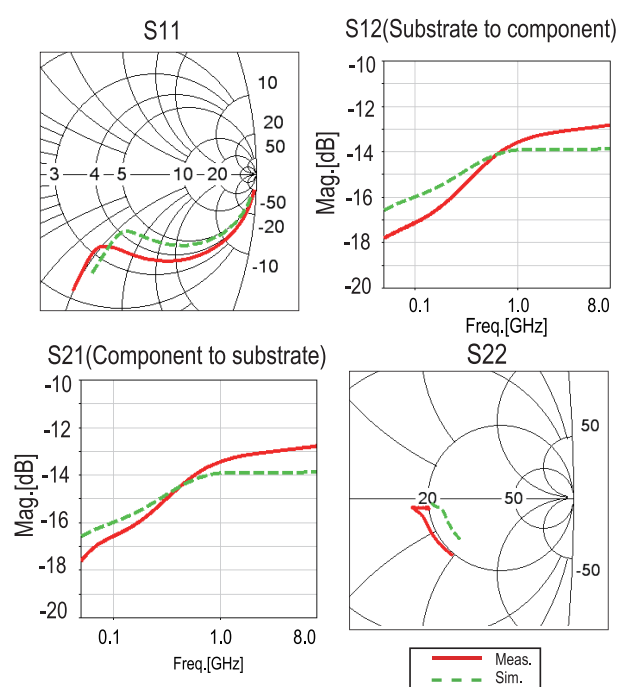 S11
10
20
50
3 4 5 10 20
-50
-20
-10
S12(Substrate to component)
-10
-12
-14
-16
-18
-20
Mag.[dB]
0.1 1.0 8.0
Freq.[GHz]
S21(Component to substrate)
-10
-12
-14
-16
-18
-20
Mag.[dB]
0.1 1.0 8.0
Freq.[GHz]
S22
50
20 50
-50
Meas.
Sim.